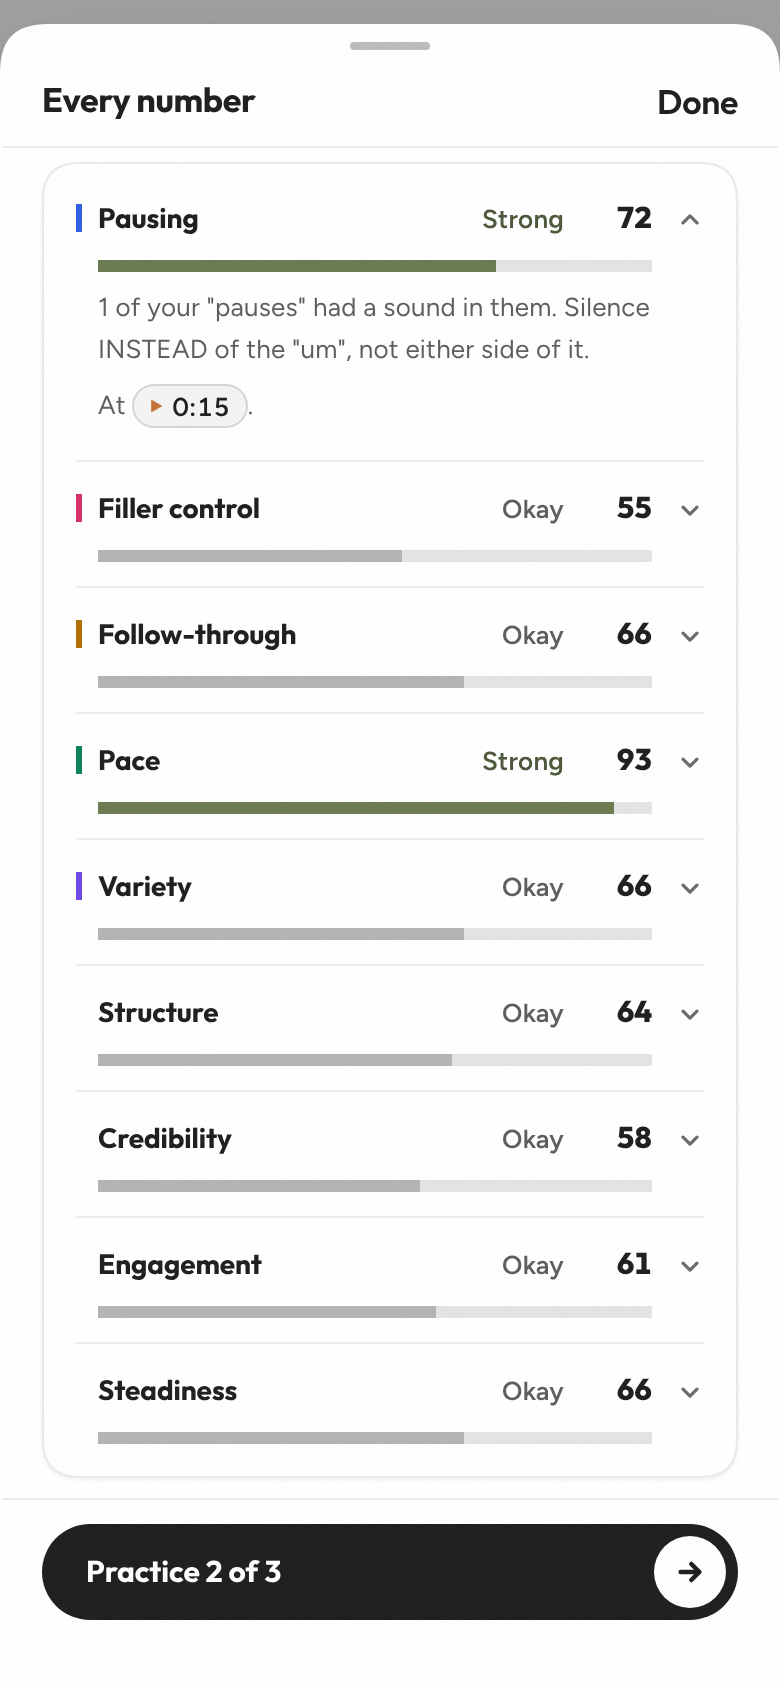 Every number
Done
Pausing Strong 72
1 of your "pauses" had a sound in them. Silence
INSTEAD of the "um", not either side of it.
At 0:15.
Filler control Okay 55
Follow-through Okay 66
Pace Strong 93
Variety Okay 66
Structure Okay 64
Credibility Okay 58
Engagement Okay 61
Steadiness Okay 66
Practice 2 of 3